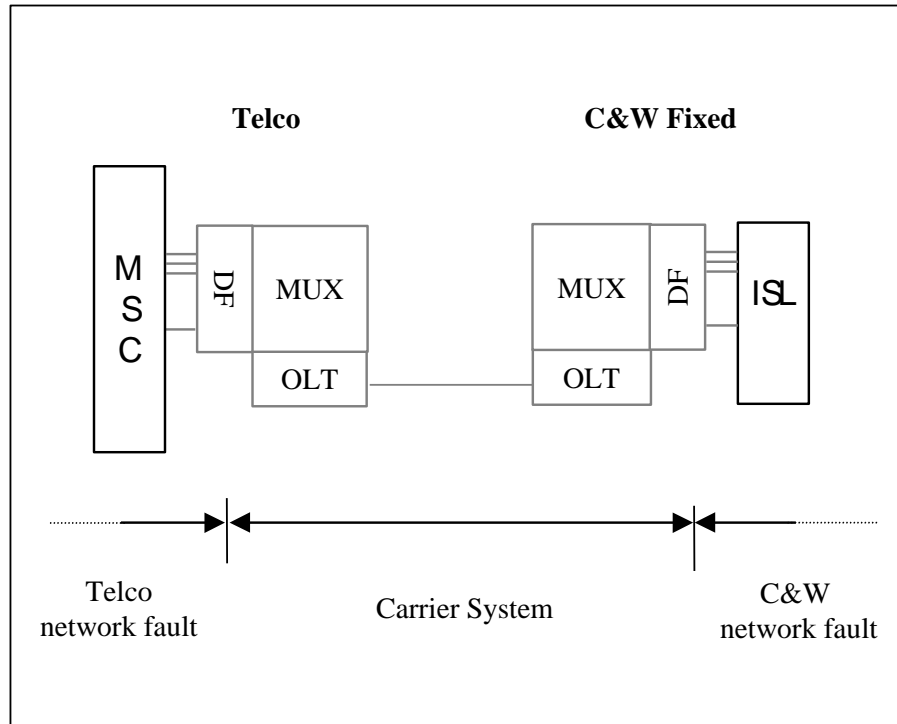 Telco
C&W Fixed
M
S
C
DF
MUX
OLT
MUX
DF
OLT
ISL
Telco
network fault
Carrier System
C&W
network fault